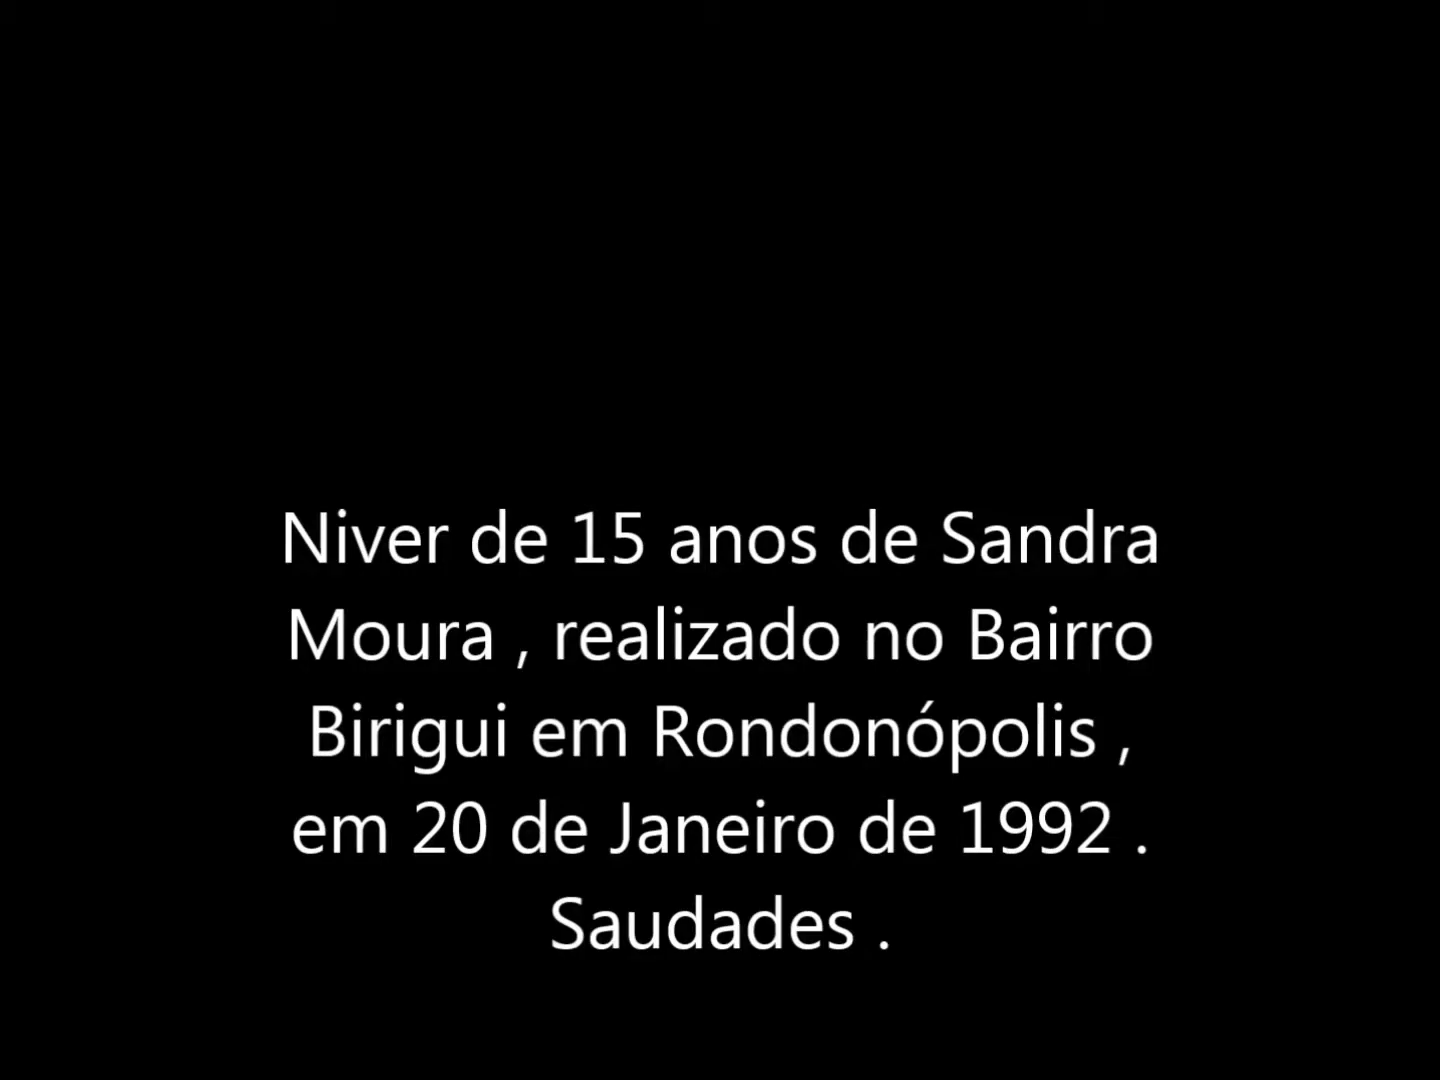 Niver de 15 anos de Sandra
Moura , realizado no Bairro
Birigui em Rondonópolis ,
em 20 de Janeiro de 1992 .
Saudades .